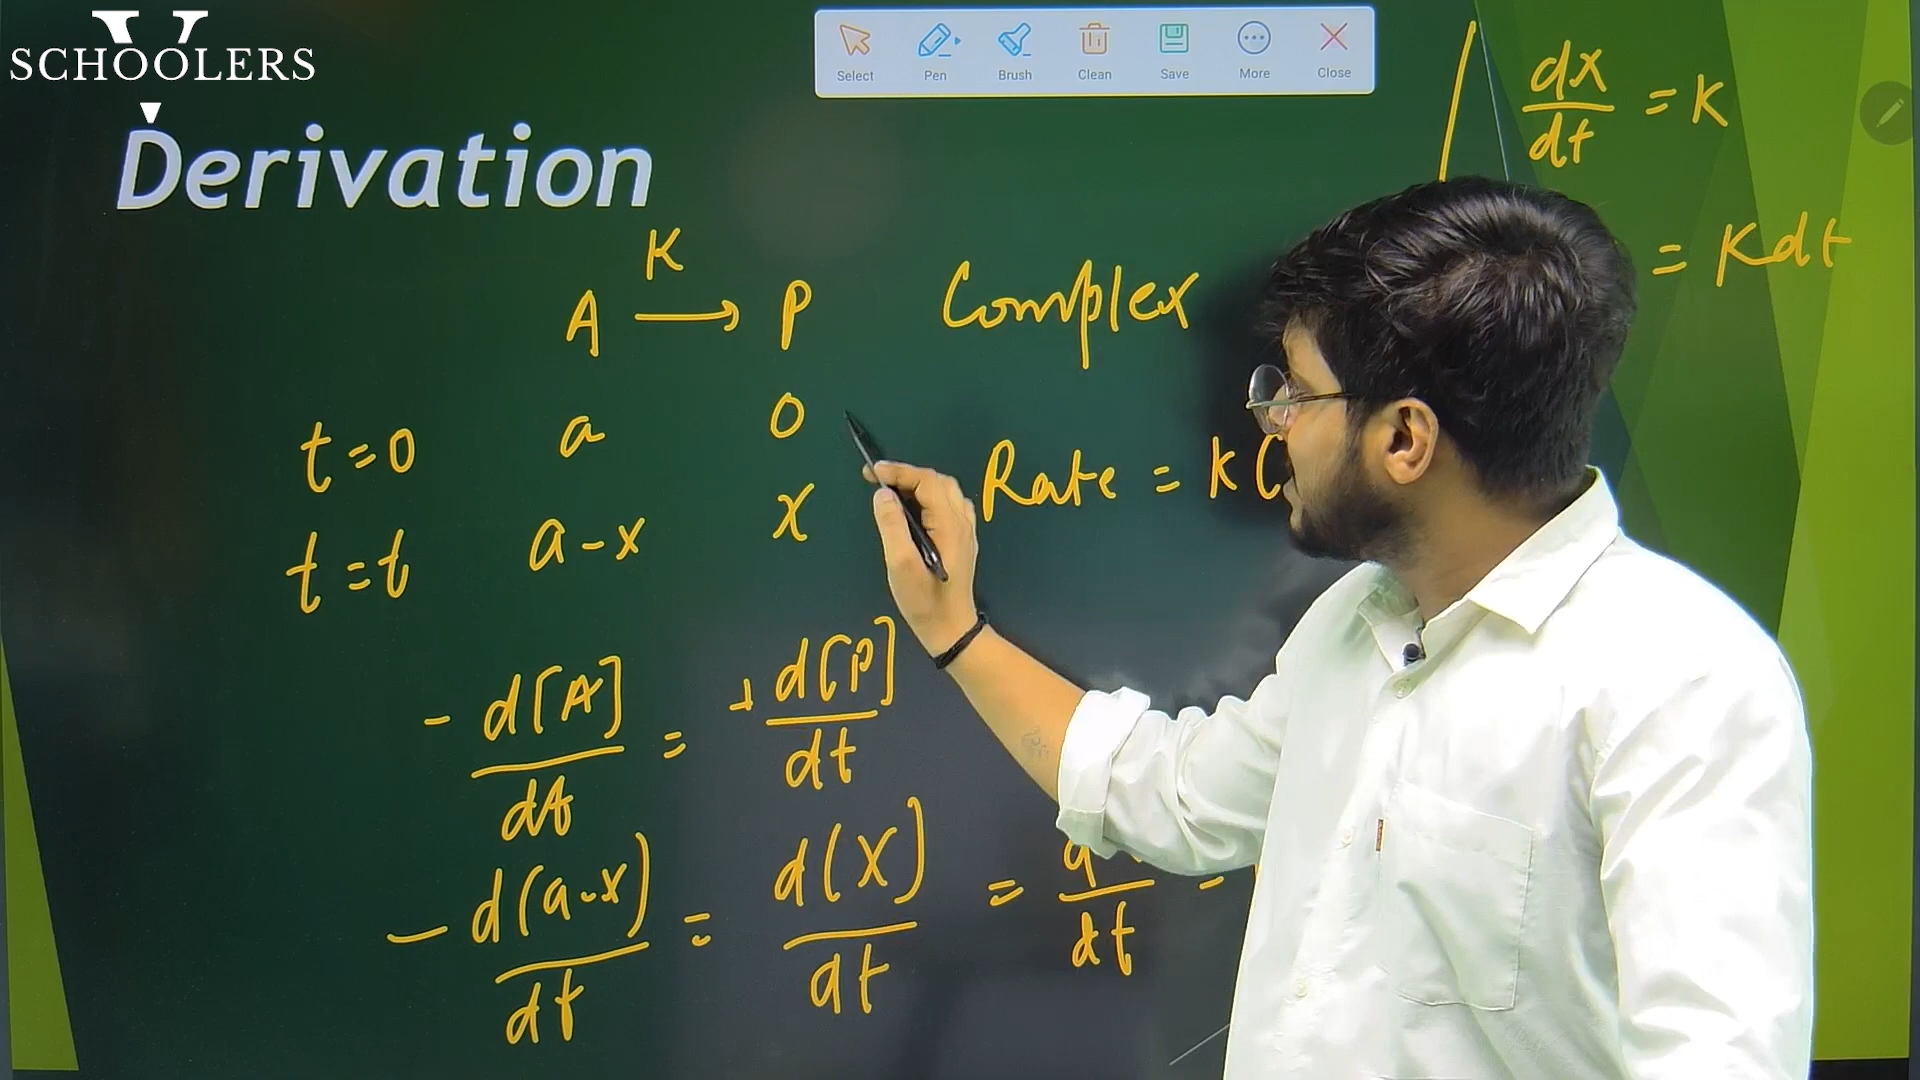 V
SCHOOLERS
Select Pen Brush Clean Save More Close
Derivation
dx/dt = K
= Kdt
K
A → P Complex
t=0 a 0
t=t a-x x Rate = K(
- d[A]/dt = + d[P]/dt
- d(a-x)/dt = d(x)/dt = /dt =